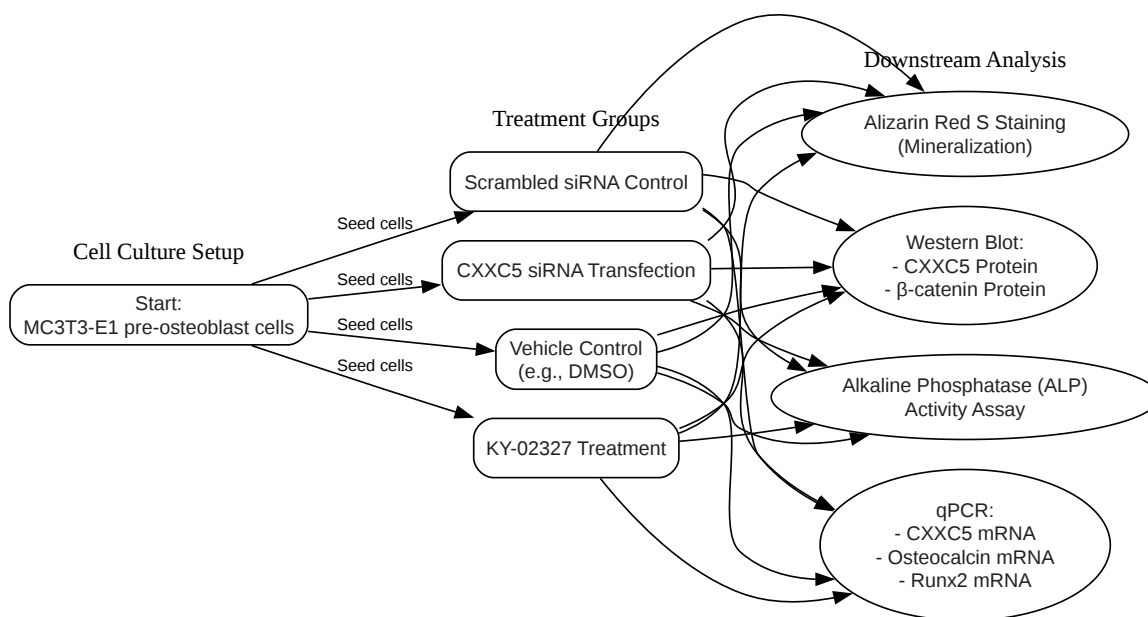 Cell Culture Setup
Start:
MC3T3-E1 pre-osteoblast cells
Seed cells
Seed cells
Seed cells
Seed cells
Treatment Groups
Scrambled siRNA Control
CXXC5 siRNA Transfection
Vehicle Control
(e.g., DMSO)
KY-02327 Treatment
Downstream Analysis
Alizarin Red S Staining
(Mineralization)
Western Blot:
- CXXC5 Protein
- β-catenin Protein
Alkaline Phosphatase (ALP)
Activity Assay
qPCR:
- CXXC5 mRNA
- Osteocalcin mRNA
- Runx2 mRNA